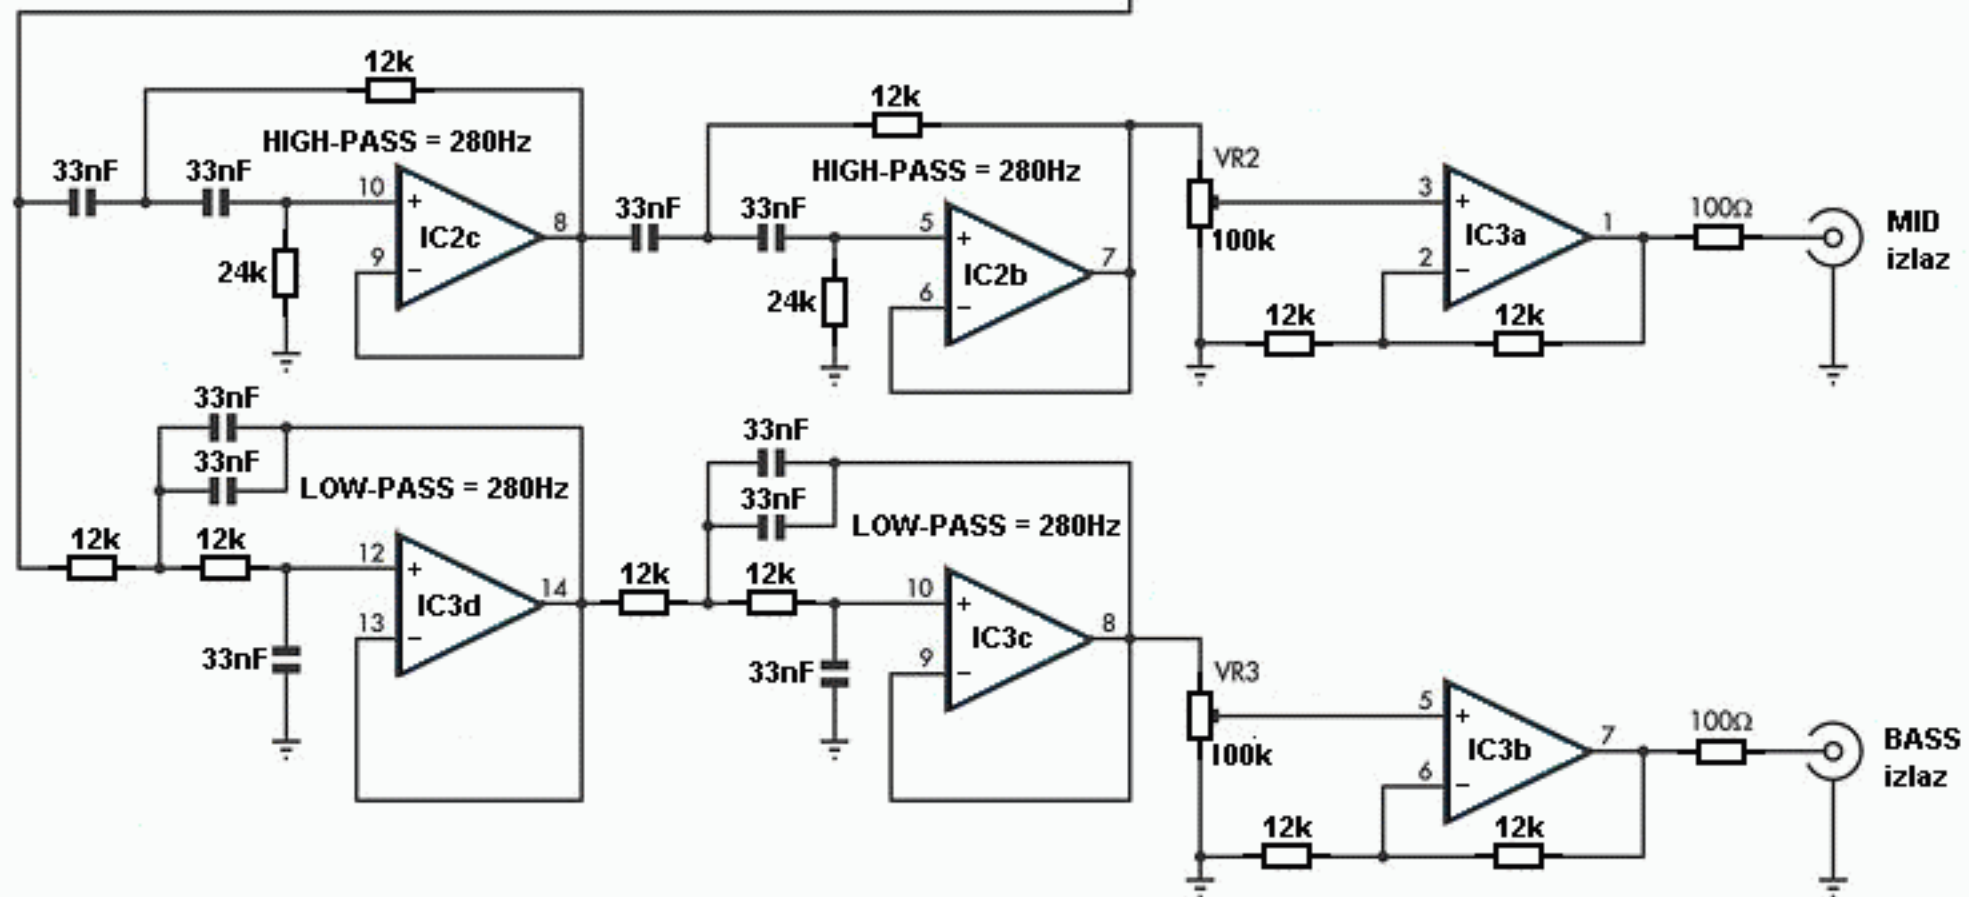 12k
HIGH-PASS = 280Hz
33nF
33nF
10
+
IC2c
8
9
−
24k
12k
HIGH-PASS = 280Hz
33nF
33nF
5
+
IC2b
7
6
−
24k
VR2
100k
3
+
IC3a
1
2
−
12k
12k
100Ω
MID
izlaz
33nF
33nF
LOW-PASS = 280Hz
12k
12k
12
+
IC3d
14
13
−
33nF
33nF
33nF
LOW-PASS = 280Hz
12k
12k
10
+
IC3c
8
9
−
33nF
VR3
100k
5
+
IC3b
7
6
−
12k
12k
100Ω
BASS
izlaz